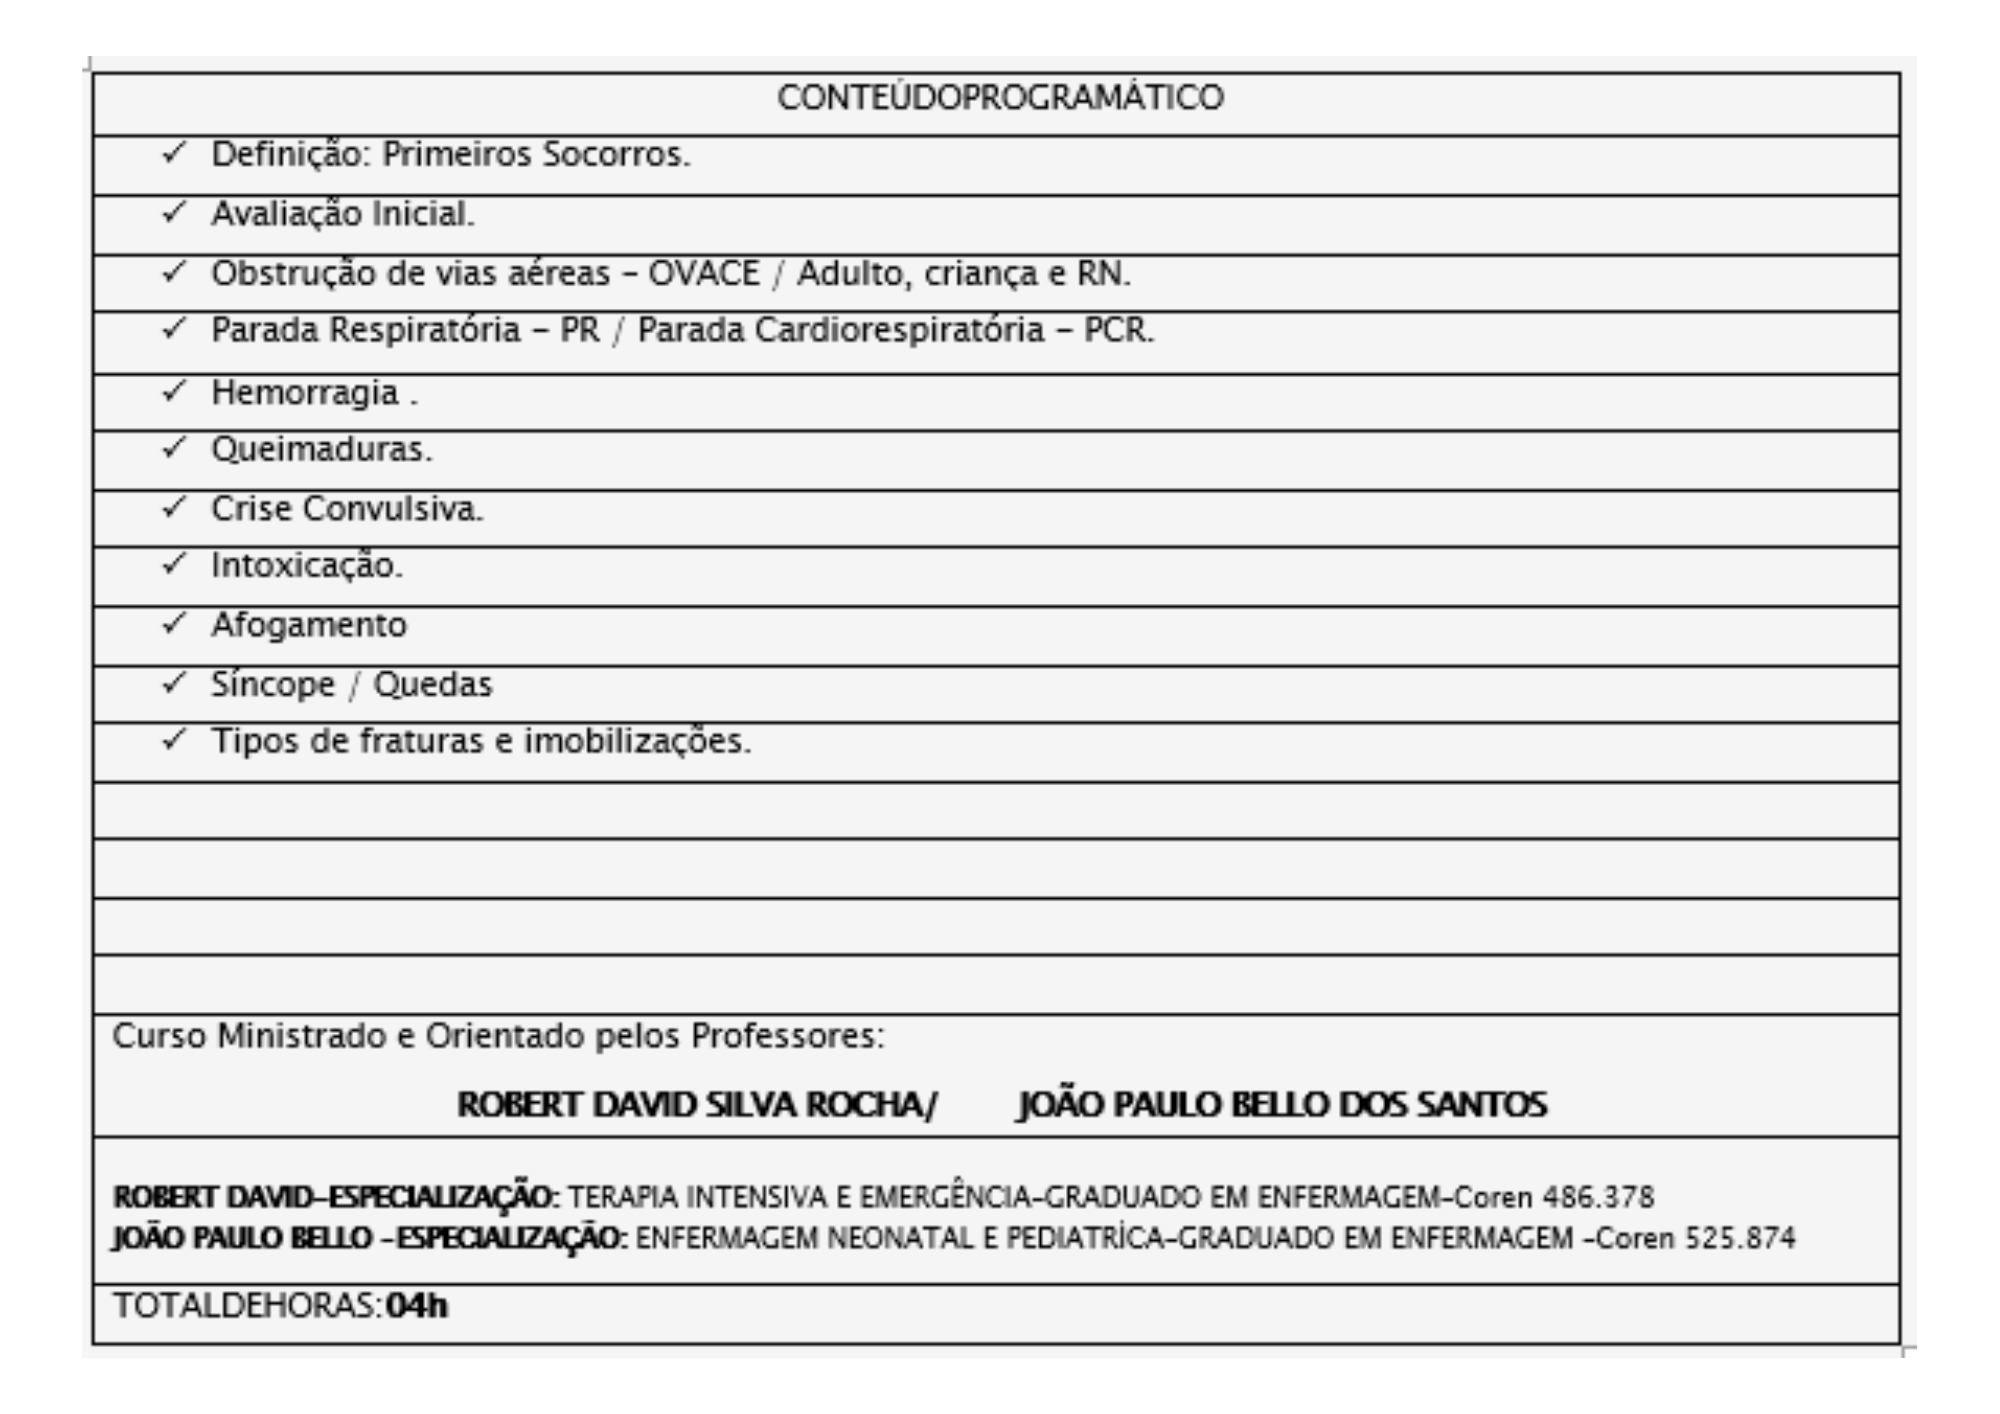 CONTEÚDOPROGRAMÁTICO
✓ Definição: Primeiros Socorros.
✓ Avaliação Inicial.
✓ Obstrução de vias aéreas – OVACE / Adulto, criança e RN.
✓ Parada Respiratória – PR / Parada Cardiorespiratória – PCR.
✓ Hemorragia .
✓ Queimaduras.
✓ Crise Convulsiva.
✓ Intoxicação.
✓ Afogamento
✓ Síncope / Quedas
✓ Tipos de fraturas e imobilizações.
Curso Ministrado e Orientado pelos Professores:
ROBERT DAVID SILVA ROCHA/ JOÃO PAULO BELLO DOS SANTOS
ROBERT DAVID–ESPECIALIZAÇÃO: TERAPIA INTENSIVA E EMERGÊNCIA–GRADUADO EM ENFERMAGEM–Coren 486.378
JOÃO PAULO BELLO –ESPECIALIZAÇÃO: ENFERMAGEM NEONATAL E PEDIATRÍCA–GRADUADO EM ENFERMAGEM –Coren 525.874
TOTALDEHORAS:04h